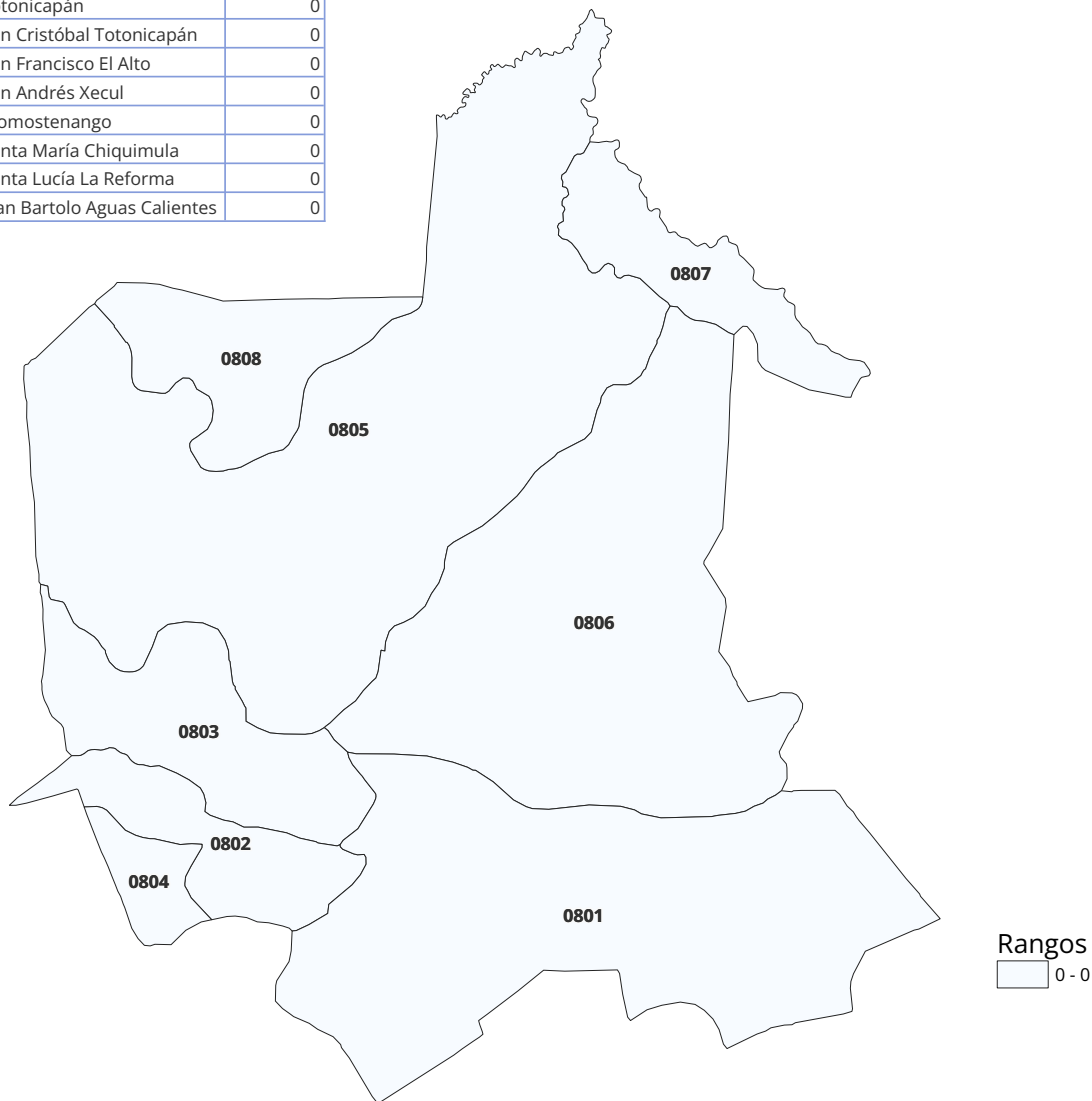 otonicapán 0
n Cristóbal Totonicapán 0
n Francisco El Alto 0
n Andrés Xecul 0
omostenango 0
nta María Chiquimula 0
nta Lucía La Reforma 0
an Bartolo Aguas Calientes 0
0807
0808
0805
0806
0803
0802
0804
0801
Rangos
0 - 0